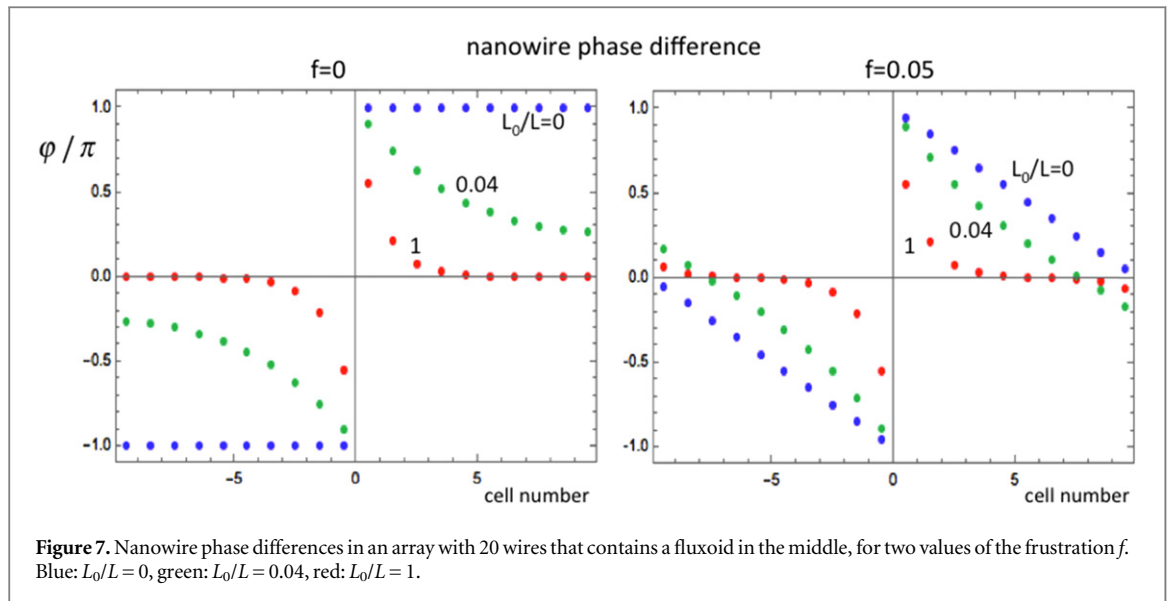 nanowire phase difference
f=0
f=0.05
φ / π
1.0
0.5
0.0
-0.5
-1.0
L₀/L=0
0.04
1
-5
0
5
cell number
1.0
0.5
0.0
-0.5
-1.0
L₀/L=0
0.04
1
-5
0
5
cell number
Figure 7. Nanowire phase differences in an array with 20 wires that contains a fluxoid in the middle, for two values of the frustration f.
Blue: L₀/L = 0, green: L₀/L = 0.04, red: L₀/L = 1.